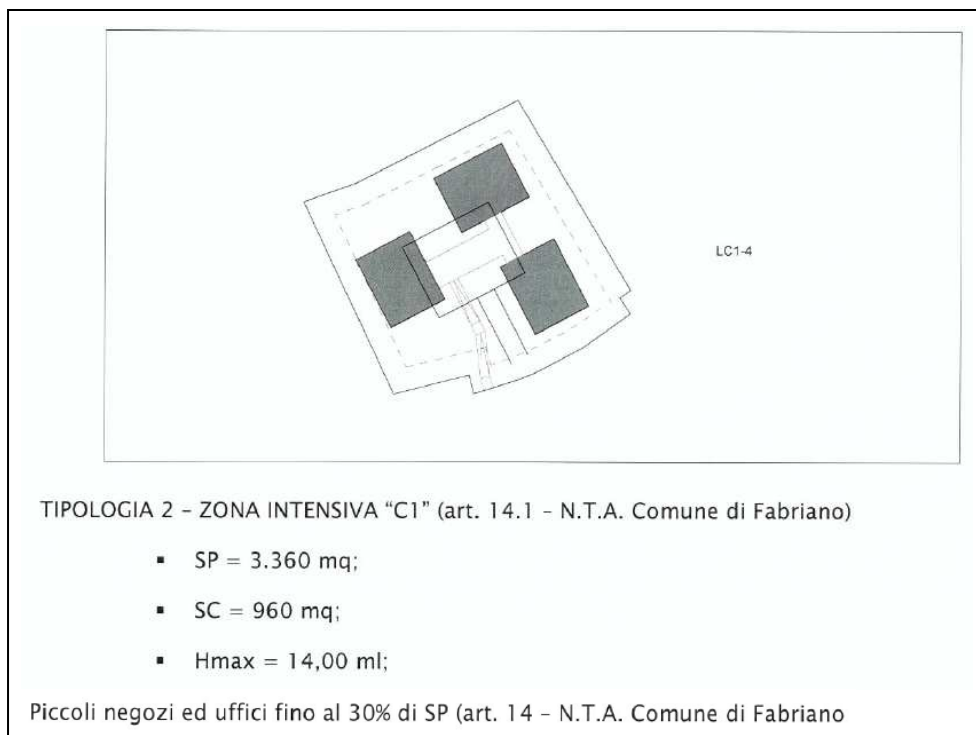 LC1-4
TIPOLOGIA 2 – ZONA INTENSIVA “C1” (art. 14.1 – N.T.A. Comune di Fabriano)
▪ SP = 3.360 mq;
▪ SC = 960 mq;
▪ Hmax = 14,00 ml;
Piccoli negozi ed uffici fino al 30% di SP (art. 14 – N.T.A. Comune di Fabriano